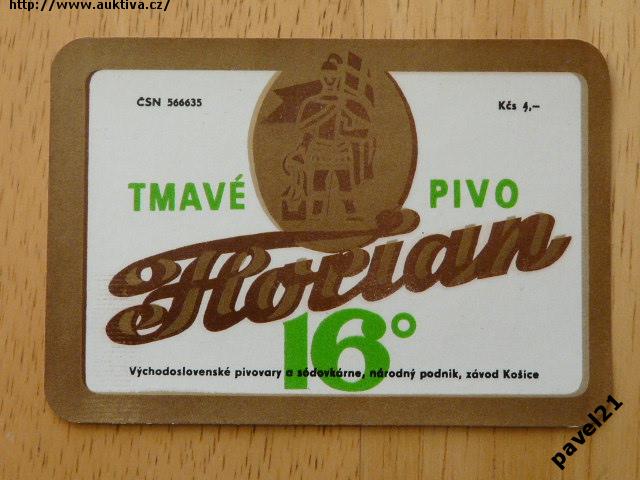 http://www.auktiva.cz/
ČSN 566635
Kčs 4,–
TMAVÉ PIVO
Florian
16°
Východoslovenské pivovary a sódovkárne, národný podnik, závod Košice
pavel21